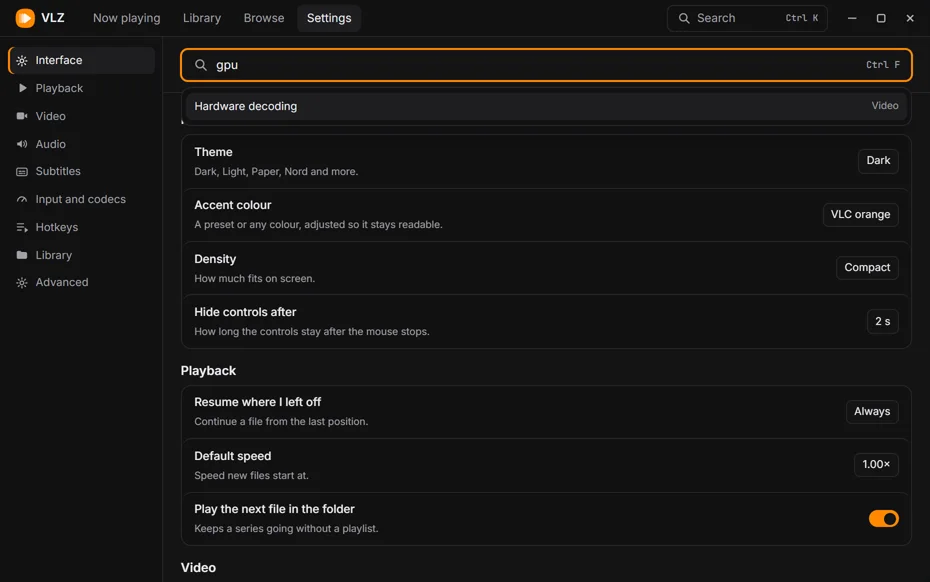 VLZ
Now playing
Library
Browse
Settings
Search
Ctrl K
Interface
Playback
Video
Audio
Subtitles
Input and codecs
Hotkeys
Library
Advanced
gpu
Ctrl F
Hardware decoding
Video
Theme
Dark, Light, Paper, Nord and more.
Dark
Accent colour
A preset or any colour, adjusted so it stays readable.
VLC orange
Density
How much fits on screen.
Compact
Hide controls after
How long the controls stay after the mouse stops.
2 s
Playback
Resume where I left off
Continue a file from the last position.
Always
Default speed
Speed new files start at.
1.00×
Play the next file in the folder
Keeps a series going without a playlist.
Video